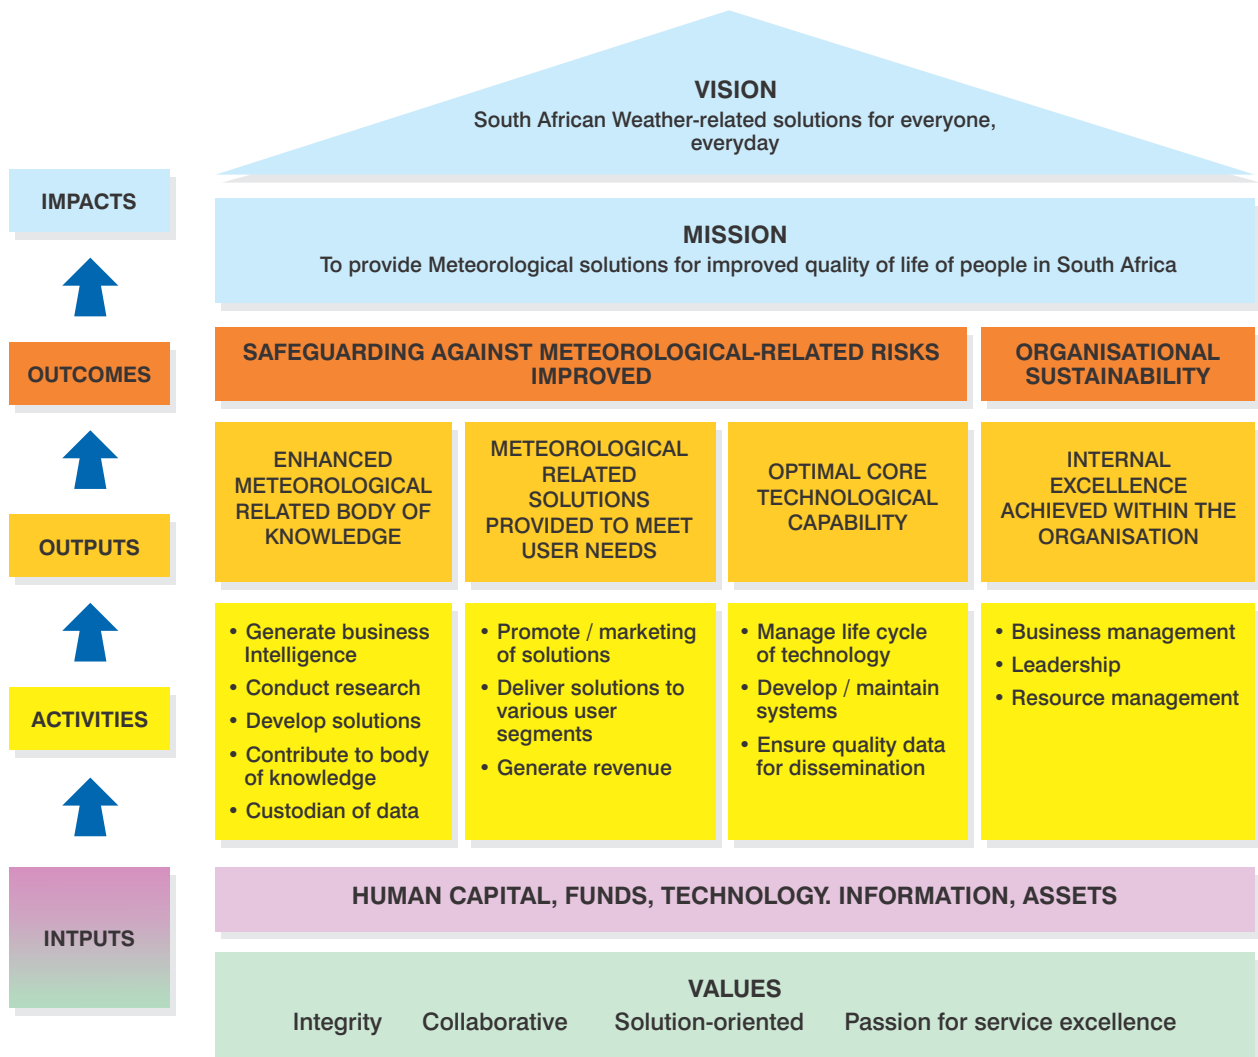 VISION
South African Weather-related solutions for everyone,
everyday
IMPACTS
MISSION
To provide Meteorological solutions for improved quality of life of people in South Africa
OUTCOMES
SAFEGUARDING AGAINST METEOROLOGICAL-RELATED RISKS
IMPROVED
ORGANISATIONAL
SUSTAINABILITY
OUTPUTS
ENHANCED
METEOROLOGICAL
RELATED BODY OF
KNOWLEDGE
METEOROLOGICAL
RELATED
SOLUTIONS
PROVIDED TO MEET
USER NEEDS
OPTIMAL CORE
TECHNOLOGICAL
CAPABILITY
INTERNAL
EXCELLENCE
ACHIEVED WITHIN THE
ORGANISATION
ACTIVITIES
• Generate business
Intelligence
• Conduct research
• Develop solutions
• Contribute to body
of knowledge
• Custodian of data
• Promote / marketing
of solutions
• Deliver solutions to
various user
segments
• Generate revenue
• Manage life cycle
of technology
• Develop / maintain
systems
• Ensure quality data
for dissemination
• Business management
• Leadership
• Resource management
INTPUTS
HUMAN CAPITAL, FUNDS, TECHNOLOGY. INFORMATION, ASSETS
VALUES
Integrity Collaborative Solution-oriented Passion for service excellence